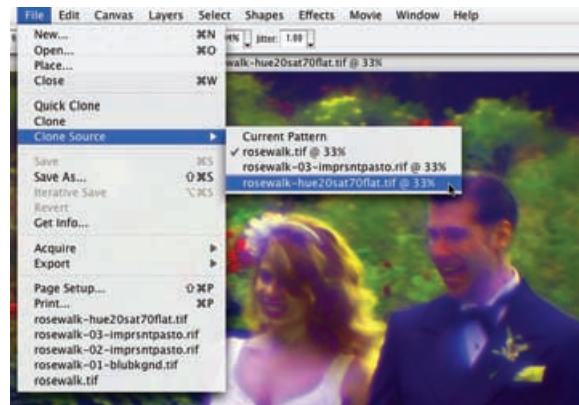 File Edit Canvas Layers Select Shapes Effects Movie Window Help
Jitter: 1.00
walk-hue20sat70flat.tif @ 33%
New... ⌘N
Open... ⌘O
Place...
Close ⌘W
Quick Clone
Clone
Clone Source
Current Pattern
✓ rosewalk.tif @ 33%
rosewalk-03-imprsntpasto.rif @ 33%
rosewalk-hue20sat70flat.tif @ 33%
Save ⌘S
Save As... ⇧⌘S
Iterative Save ⌥⌘S
Revert
Get Info...
Acquire
Export
Page Setup... ⇧⌘P
Print... ⌘P
rosewalk-hue20sat70flat.tif
rosewalk-03-imprsntpasto.rif
rosewalk-02-imprsntpasto.rif
rosewalk-01-blubkgnd.tif
rosewalk.tif